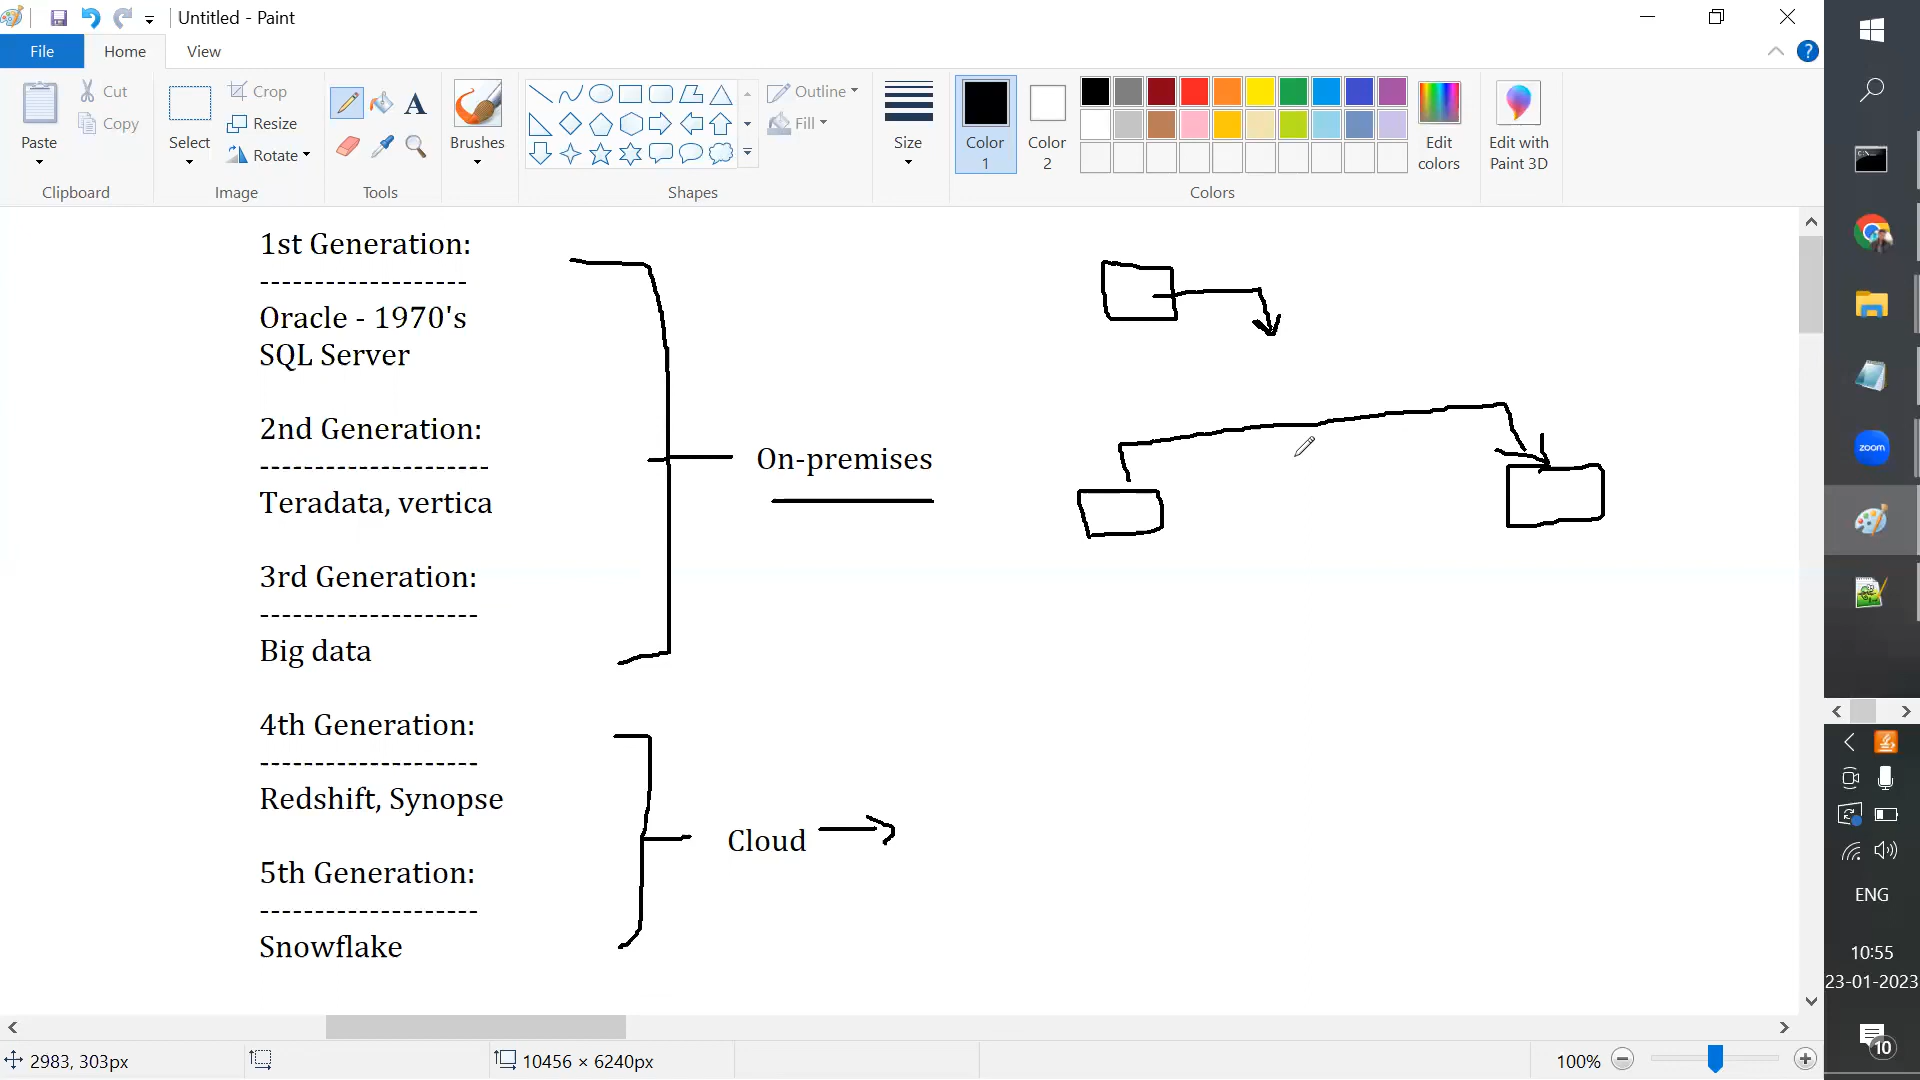 Untitled - Paint
File Home View
Paste
Cut
Copy
Clipboard
Select
Crop
Resize
Rotate
Image
Tools
Brushes
Shapes
Outline
Fill
Size
Color 1
Color 2
Edit colors
Colors
Edit with Paint 3D
1st Generation:
-------------------
Oracle - 1970's
SQL Server
2nd Generation:
---------------------
Teradata, vertica
On-premises
3rd Generation:
--------------------
Big data
4th Generation:
--------------------
Redshift, Synopse
Cloud
5th Generation:
--------------------
Snowflake
zoom
ENG
10:55
23-01-2023
10
2983, 303px
10456 × 6240px
100%